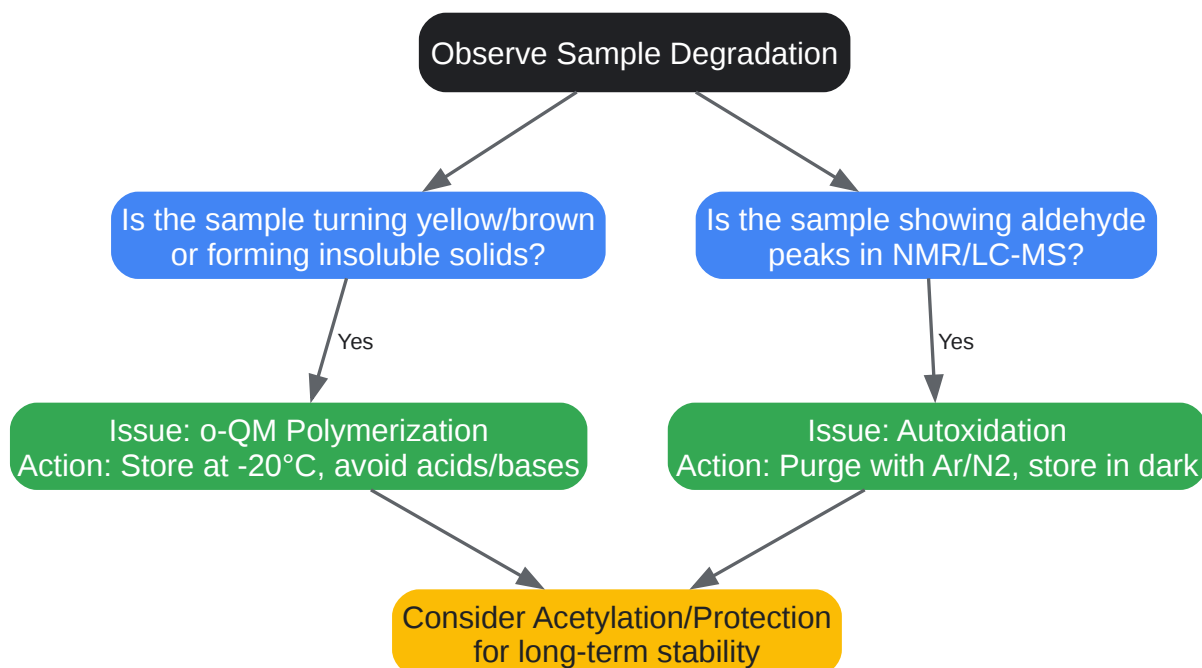 Observe Sample Degradation
Is the sample turning yellow/brown
or forming insoluble solids?
Is the sample showing aldehyde
peaks in NMR/LC-MS?
Yes
Yes
Issue: o-QM Polymerization
Action: Store at -20°C, avoid acids/bases
Issue: Autoxidation
Action: Purge with Ar/N2, store in dark
Consider Acetylation/Protection
for long-term stability